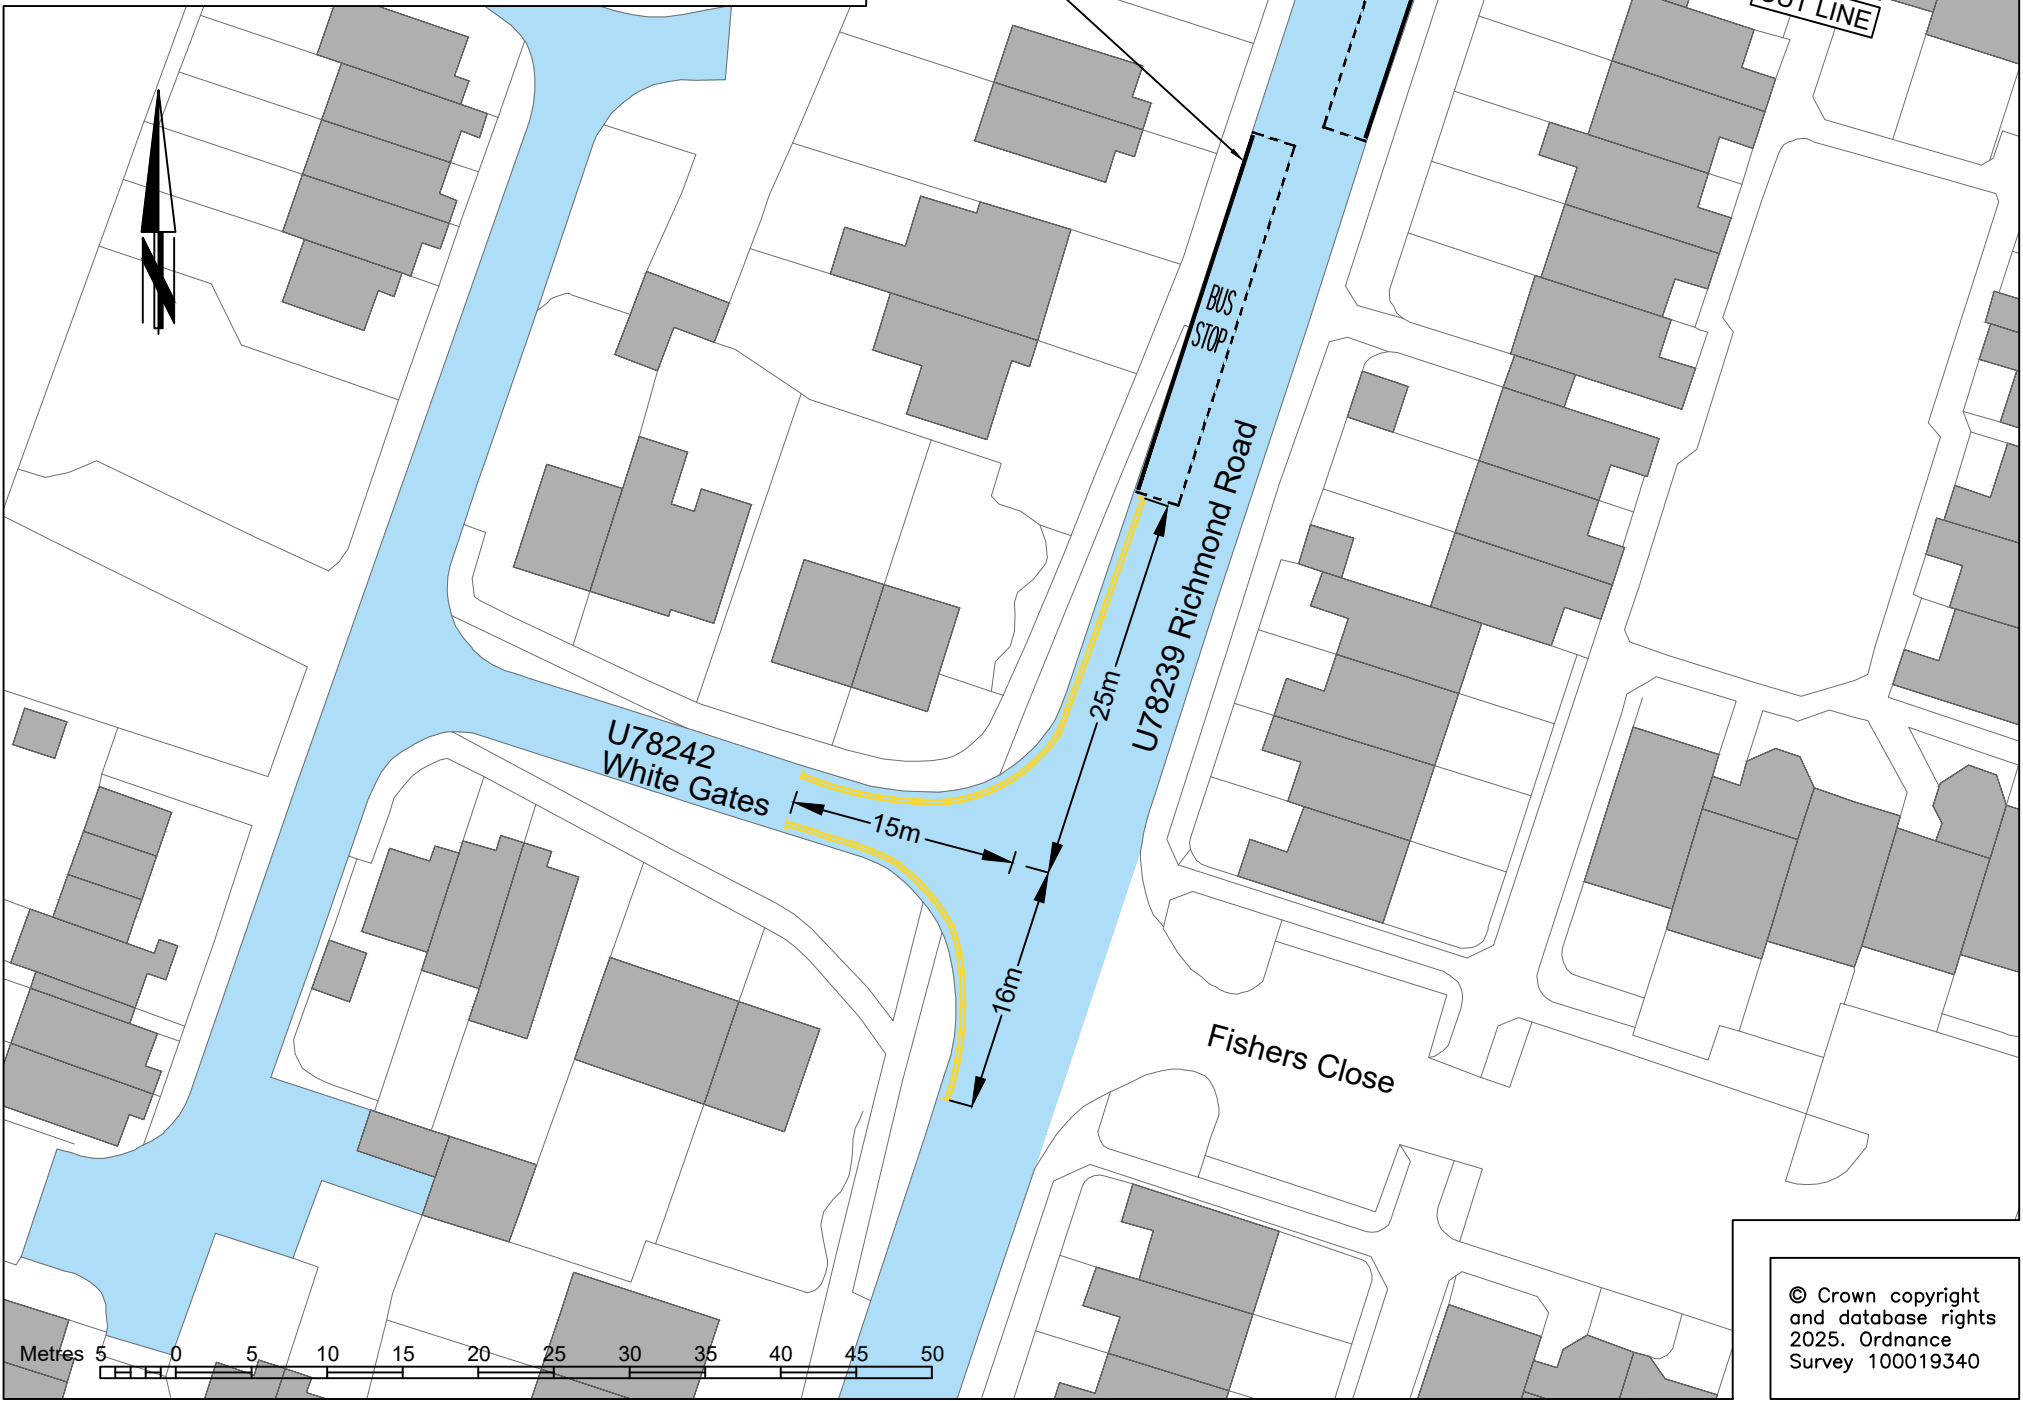 OUT LINE
N
BUS
STOP
U78239 Richmond Road
25m
U78242
White Gates
15m
16m
Fishers Close
Metres 5 0 5 10 15 20 25 30 35 40 45 50
© Crown copyright
and database rights
2025. Ordnance
Survey 100019340